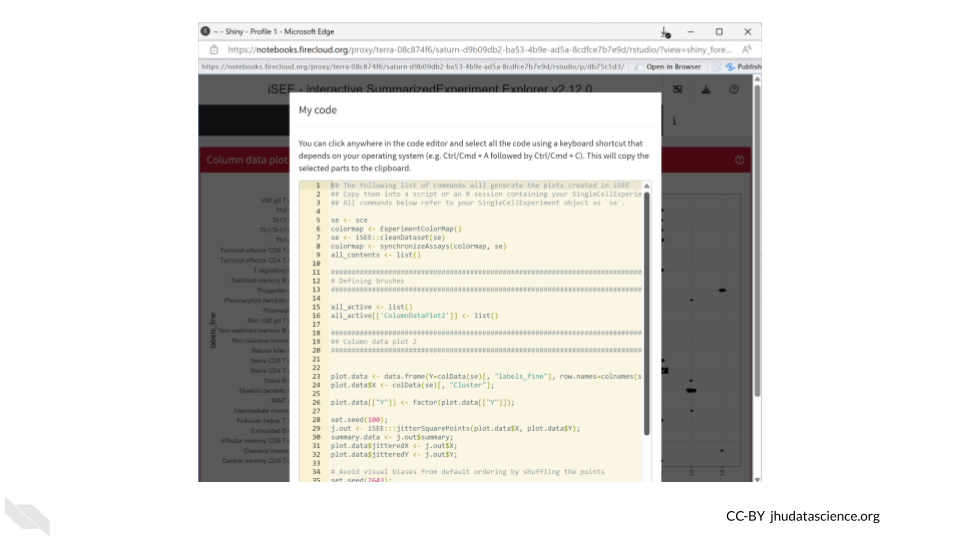 – – Shiny - Profile 1 - Microsoft Edge
https://notebooks.firecloud.org/proxy/terra-08c874f6/saturn-d9b09db2-ba53-4b9e-ad5a-8cdfce7b7e9d/rstudio/?view=shiny_fore...
https://notebooks.firecloud.org/proxy/terra-08c874f6/saturn-d9b09db2-ba53-4b9e-ad5a-8cdfce7b7e9d/rstudio/p/db75c5d3/ Open in Browser Publish
iSEE - interactive SummarizedExperiment Explorer v2.12.0
My code
You can click anywhere in the code editor and select all the code using a keyboard shortcut that
depends on your operating system (e.g. Ctrl/Cmd + A followed by Ctrl/Cmd + C). This will copy the
selected parts to the clipboard.
1 ## The following list of commands will generate the plots created in iSEE
2 ## Copy them into a script or an R session containing your SingleCellExperim
3 ## All commands below refer to your SingleCellExperiment object as `se`.
4
5 se <- sce
6 colormap <- ExperimentColorMap()
7 se <- iSEE::cleanDataset(se)
8 colormap <- synchronizeAssays(colormap, se)
9 all_contents <- list()
10
11 ################################################################################
12 # Defining brushes
13 ################################################################################
14
15 all_active <- list()
16 all_active[['ColumnDataPlot2']] <- list()
17
18 ################################################################################
19 ## Column data plot 2
20 ################################################################################
21
22
23 plot.data <- data.frame(Y=colData(se)[, "labels_fine"], row.names=colnames(s
24 plot.data$X <- colData(se)[, "Cluster"];
25
26 plot.data[["Y"]] <- factor(plot.data[["Y"]]);
27
28 set.seed(100);
29 j.out <- iSEE:::jitterSquarePoints(plot.data$X, plot.data$Y);
30 summary.data <- j.out$summary;
31 plot.data$jitteredX <- j.out$X;
32 plot.data$jitteredY <- j.out$Y;
33
34 # Avoid visual biases from default ordering by shuffling the points
35 set.seed(2643);
Column data plot
labels_fine
Vd2 gd T
Th2
Th17
Th1/Th17
Th1
Terminal effector CD8 T
Terminal effector CD4 T
T regulatory
Switched memory B
Progenitor
Plasmacytoid dendritic
Plasmabl
Non-Vd2 gd T
Non-switched memory B
Non-classical mono
Natural killer
Naive CD8 T
Naive CD4 T
Naive B
Myeloid dendritic
MAIT
Intermediate mono
Follicular helper T
Exhausted B
Effector memory CD8 T
Classical mono
Central memory CD8 T
CC-BY jhudatascience.org